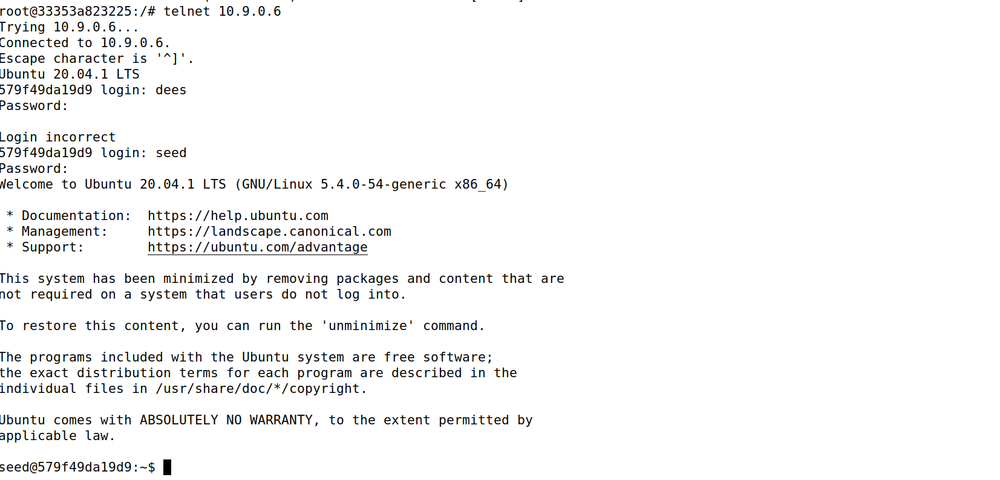 root@33353a823225:/# telnet 10.9.0.6
Trying 10.9.0.6...
Connected to 10.9.0.6.
Escape character is '^]'.
Ubuntu 20.04.1 LTS
579f49da19d9 login: dees
Password:
Login incorrect
579f49da19d9 login: seed
Password:
Welcome to Ubuntu 20.04.1 LTS (GNU/Linux 5.4.0-54-generic x86_64)
* Documentation:  https://help.ubuntu.com
* Management:     https://landscape.canonical.com
* Support:        https://ubuntu.com/advantage
This system has been minimized by removing packages and content that are
not required on a system that users do not log into.
To restore this content, you can run the 'unminimize' command.
The programs included with the Ubuntu system are free software;
the exact distribution terms for each program are described in the
individual files in /usr/share/doc/*/copyright.
Ubuntu comes with ABSOLUTELY NO WARRANTY, to the extent permitted by
applicable law.
seed@579f49da19d9:~$